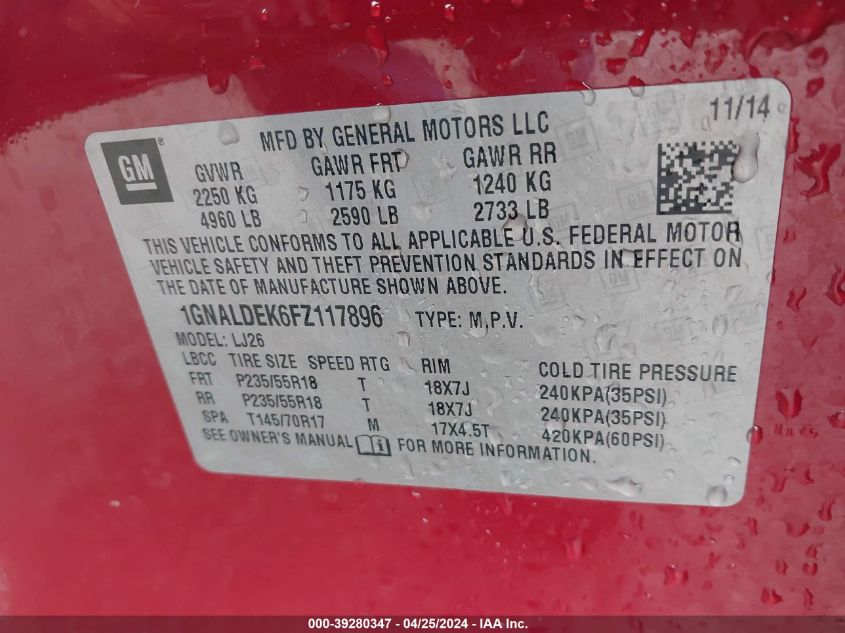 GM
MFD BY GENERAL MOTORS LLC 11/14
GVWR GAWR FRT GAWR RR
2250 KG 1175 KG 1240 KG
4960 LB 2590 LB 2733 LB
THIS VEHICLE CONFORMS TO ALL APPLICABLE U.S. FEDERAL MOTOR
VEHICLE SAFETY AND THEFT PREVENTION STANDARDS IN EFFECT ON
THE DATE OF MANUFACTURE SHOWN ABOVE.
1GNALDEK6FZ117896 TYPE: M.P.V.
MODEL: LJ26
LBCC TIRE SIZE SPEED RTG RIM COLD TIRE PRESSURE
FRT P235/55R18 T 18X7J 240KPA(35PSI)
RR P235/55R18 T 18X7J 240KPA(35PSI)
SPA T145/70R17 M 17X4.5T 420KPA(60PSI)
SEE OWNER'S MANUAL FOR MORE INFORMATION.
000-39280347 - 04/25/2024 - IAA Inc.